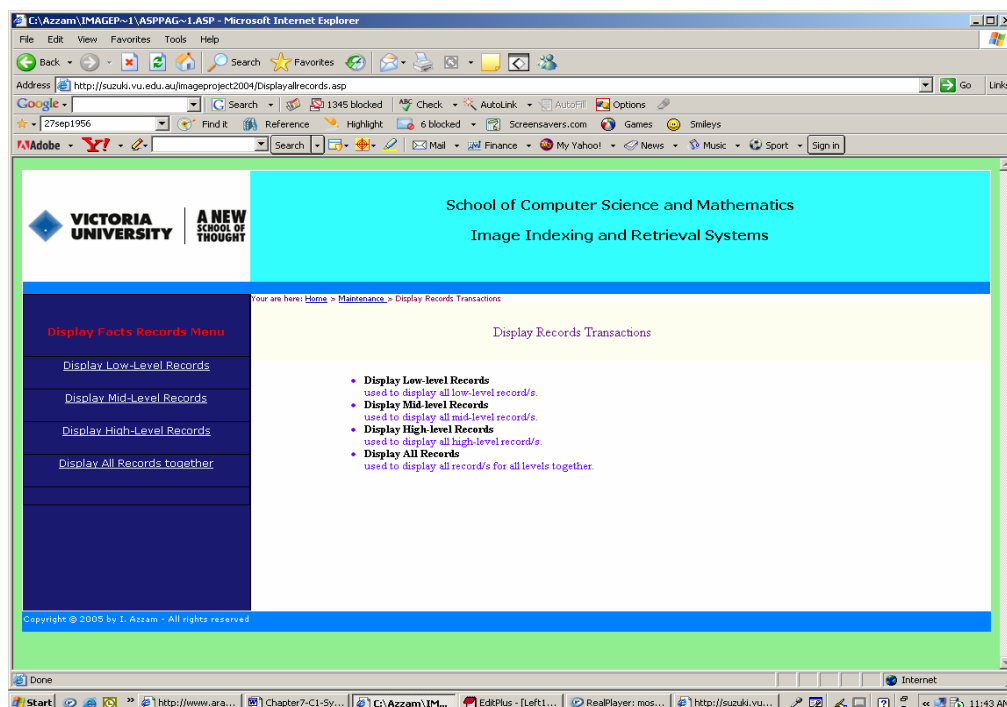 C:\Azzam\IMAGEP~1\ASPPAG~1.ASP - Microsoft Internet Explorer
File Edit View Favorites Tools Help
Back Search Favorites
Address http://suzuki.vu.edu.au/imageproject2004/Displayallrecords.asp Go Links
Google Search 1345 blocked Check AutoLink AutoFill Options
27sep1956 Find it Reference Highlight 6 blocked Screensavers.com Games Smileys
Adobe Y! Search Mail Finance My Yahoo! News Music Sport Sign in
VICTORIA UNIVERSITY
A NEW SCHOOL OF THOUGHT
School of Computer Science and Mathematics
Image Indexing and Retrieval Systems
Your are here: Home > Maintenance > Display Records Transactions
Display Facts Records Menu
Display Low-Level Records
Display Mid-Level Records
Display High-Level Records
Display All Records together
Display Records Transactions
• Display Low-level Records
used to display all low-level record/s.
• Display Mid-level Records
used to display all mid-level record/s.
• Display High-level Records
used to display all high-level record/s.
• Display All Records
used to display all record/s for all levels together.
Copyright @ 2005 by I. Azzam - All rights reserved
Done Internet
Start http://www.ara... Chapter7-C1-Sy... C:\Azzam\IM... EditPlus - [Left1... RealPlayer: mos... http://suzuki.vu... 11:43 AM